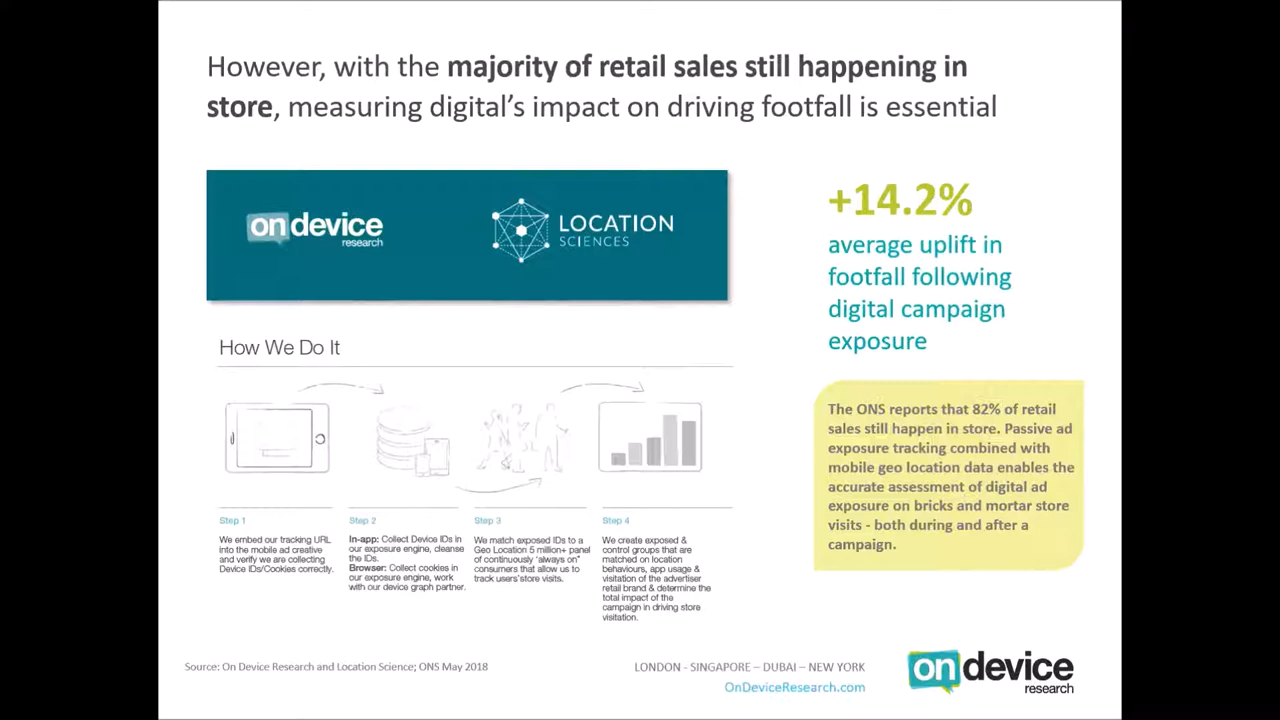 However, with the majority of retail sales still happening in
store, measuring digital's impact on driving footfall is essential
on device
research
LOCATION
SCIENCES
+14.2%
average uplift in
footfall following
digital campaign
exposure
How We Do It
Step 1
We embed our tracking URL
into the mobile ad creative
and verify we are collecting
Device IDs/Cookies correctly.
Step 2
In-app: Collect Device IDs in
our exposure engine, cleanse
the IDs.
Browser: Collect cookies in
our exposure engine, work
with our device graph partner.
Step 3
We match exposed IDs to a
Geo Location 5 million+ panel
of continuously 'always on"
consumers that allow us to
track users'store visits.
Step 4
We create exposed &
control groups that are
matched on location
behaviours, app usage &
visitation of the advertiser
retail brand & determine the
total impact of the
campaign in driving store
visitation.
The ONS reports that 82% of retail
sales still happen in store. Passive ad
exposure tracking combined with
mobile geo location data enables the
accurate assessment of digital ad
exposure on bricks and mortar store
visits - both during and after a
campaign.
Source: On Device Research and Location Science; ONS May 2018
LONDON - SINGAPORE – DUBAI – NEW YORK
OnDeviceResearch.com
on device
research